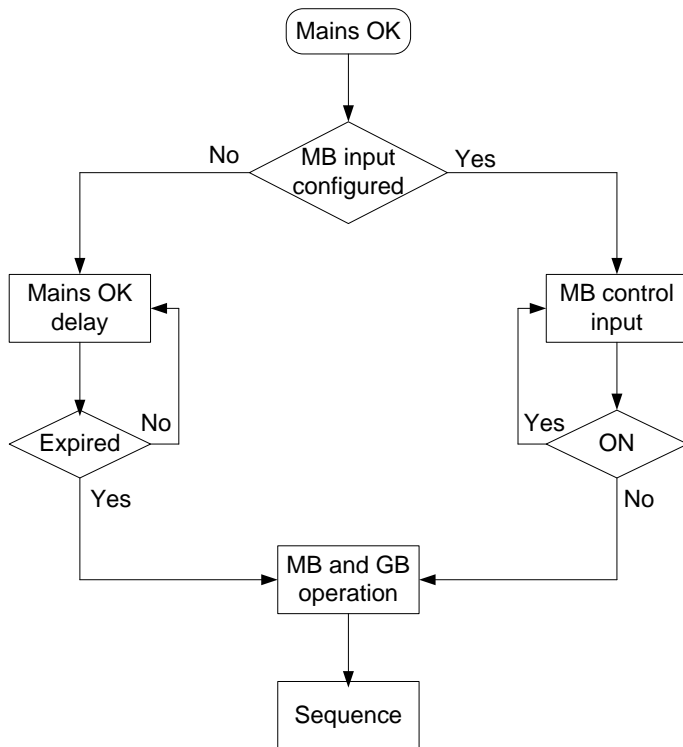 Mains OK
MB input
configured
No
Yes
Mains OK
delay
MB control
input
Expired
No
Yes
Yes
ON
No
MB and GB
operation
Sequence